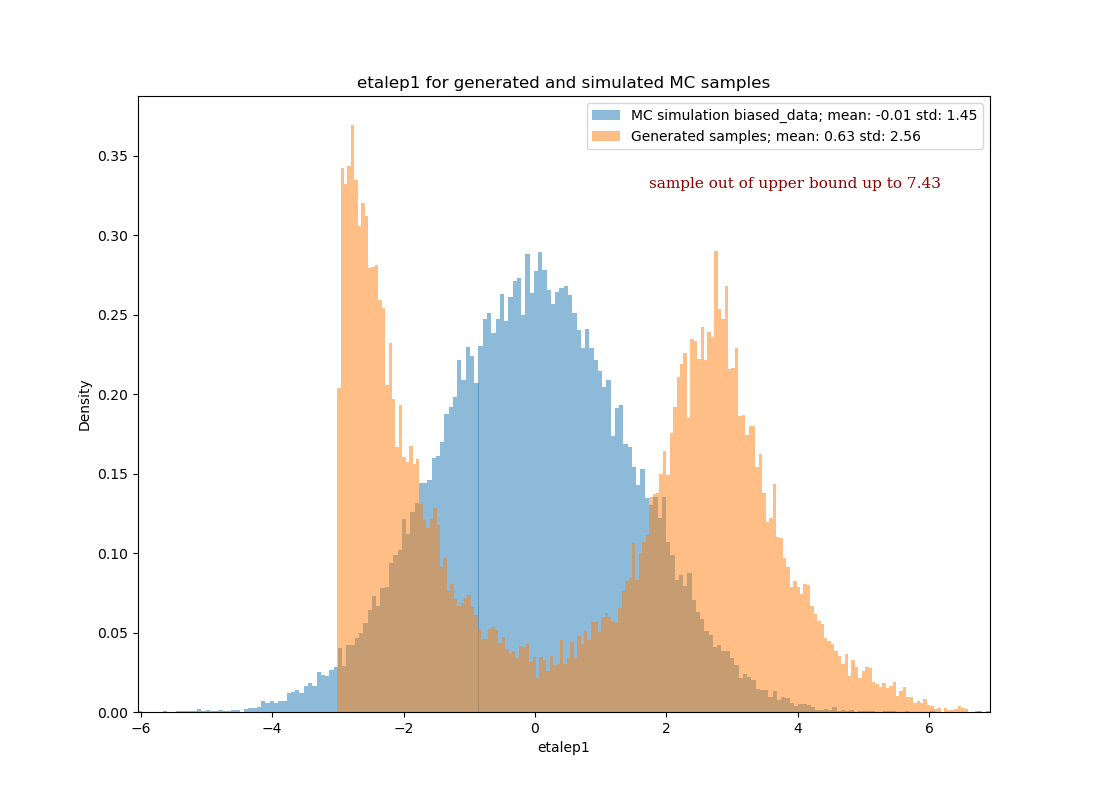 etalep1 for generated and simulated MC samples
MC simulation biased_data; mean: -0.01 std: 1.45
Generated samples; mean: 0.63 std: 2.56
sample out of upper bound up to 7.43
0.35
0.30
0.25
0.20
0.15
0.10
0.05
0.00
Density
−6 −4 −2 0 2 4 6
etalep1